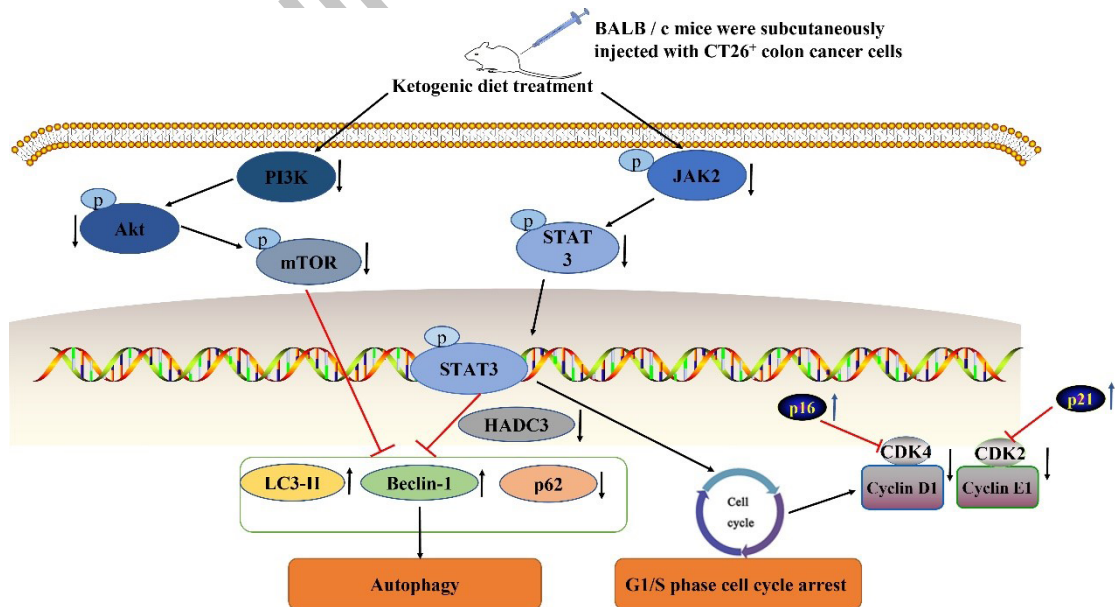 BALB / c mice were subcutaneously
injected with CT26+ colon cancer cells
Ketogenic diet treatment
PI3K
p
JAK2
p
Akt
p
mTOR
p
STAT
3
p
STAT3
HADC3
p16
p21
CDK4
CDK2
Cyclin D1
Cyclin E1
LC3-II
Beclin-1
p62
Cell
cycle
Autophagy
G1/S phase cell cycle arrest